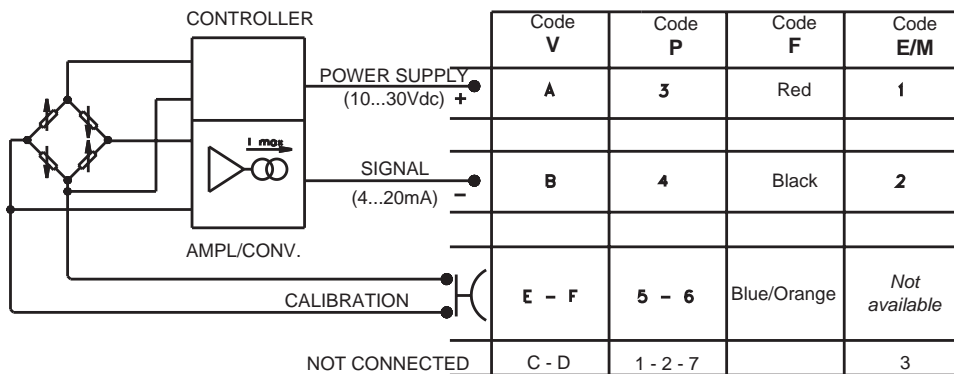 CONTROLLER
Code Code Code Code
V P F E/M
POWER SUPPLY
(10...30Vdc) +
A 3 Red 1
I max
SIGNAL
(4...20mA) −
B 4 Black 2
AMPL/CONV.
CALIBRATION
E – F 5 – 6 Blue/Orange Not
available
NOT CONNECTED C - D 1 - 2 - 7 3